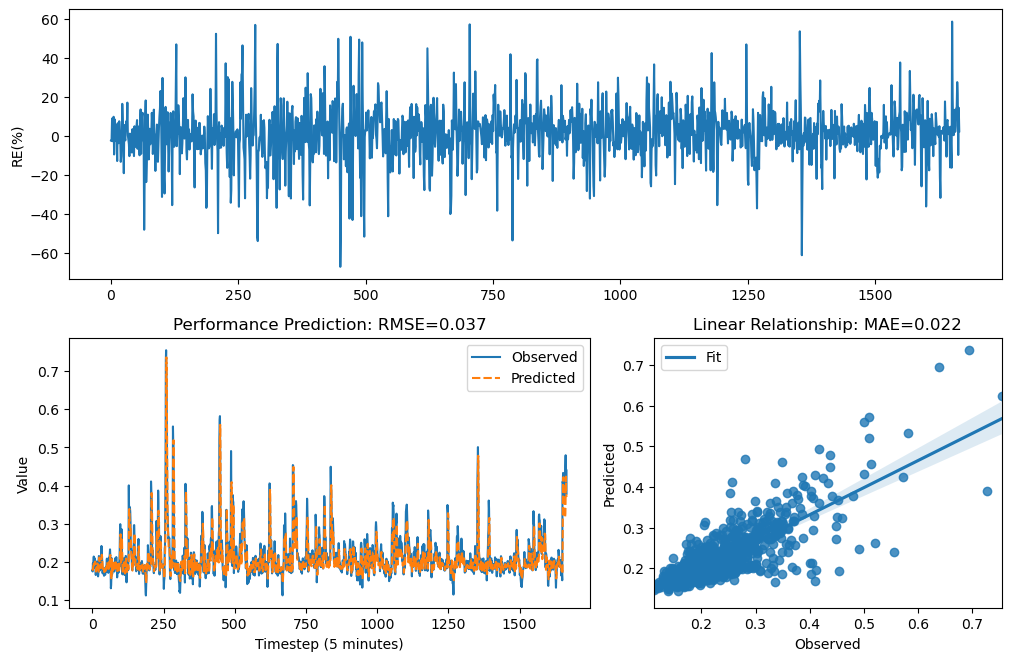 60
40
20
0
−20
−40
−60
RE(%)
0 250 500 750 1000 1250 1500
Performance Prediction: RMSE=0.037
Observed
Predicted
0.7
0.6
0.5
0.4
0.3
0.2
0.1
Value
0 250 500 750 1000 1250 1500
Timestep (5 minutes)
Linear Relationship: MAE=0.022
Fit
0.7
0.6
0.5
0.4
0.3
0.2
Predicted
0.2 0.3 0.4 0.5 0.6 0.7
Observed